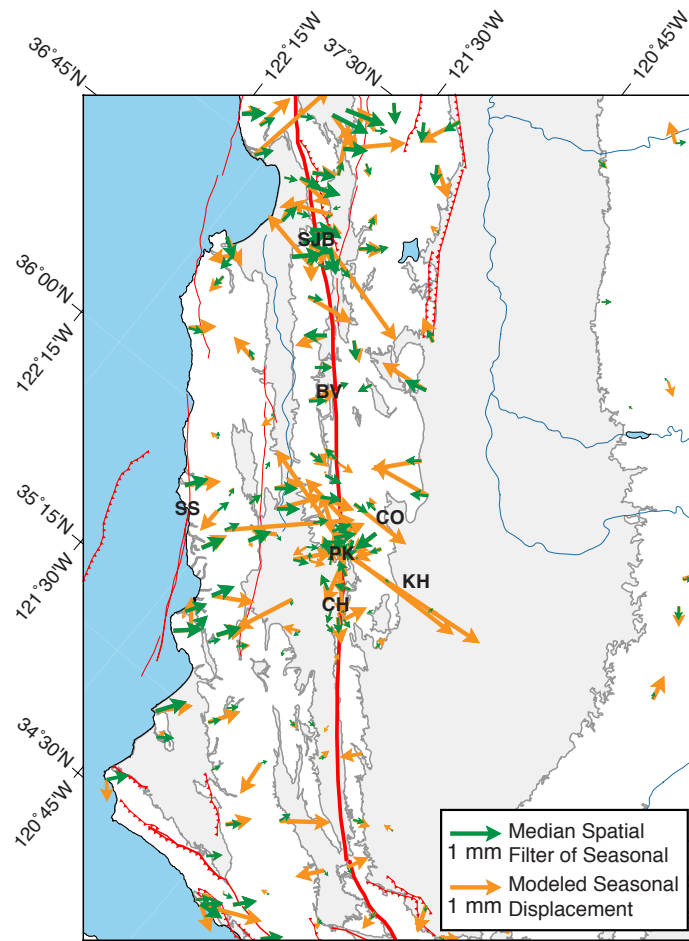 36°45'N
122°15'W
37°30'N
121°30'W
120°45'W
SJB
36°00'N
122°15'W
BV
SS
CO
35°15'N
121°30'W
PK
KH
CH
34°30'N
120°45'W
Median Spatial
1 mm Filter of Seasonal
Modeled Seasonal
1 mm Displacement